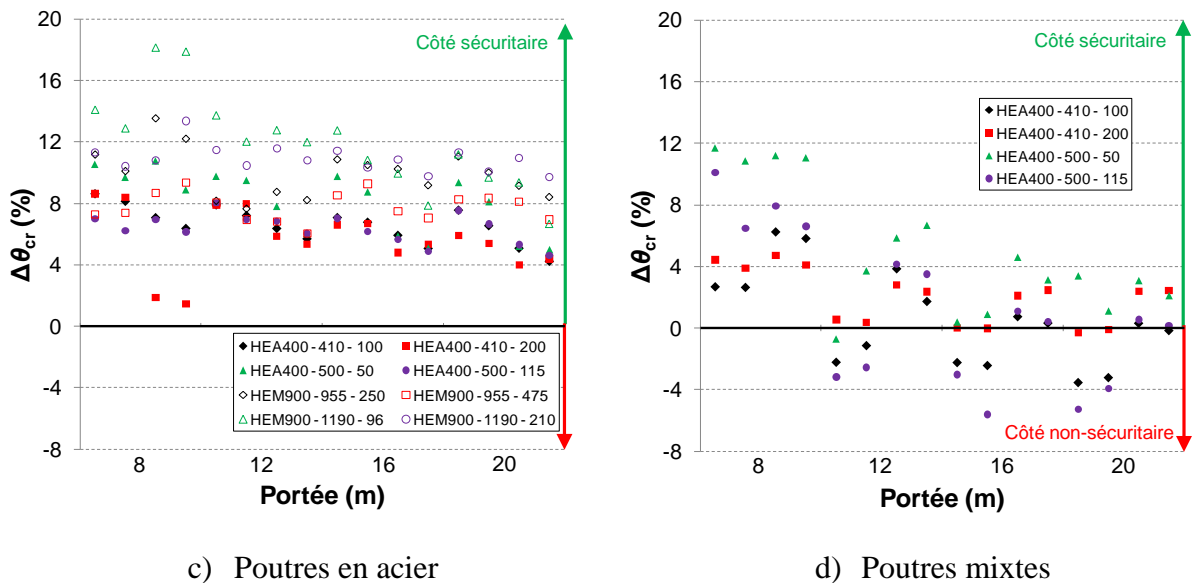 20
16
12
8
4
0
-4
-8
Δθcr (%)
Côté sécuritaire
HEA400-410-100 HEA400-410-200
HEA400-500-50 HEA400-500-115
HEM900-955-250 HEM900-955-475
HEM900-1190-96 HEM900-1190-210
8 12 16 20
Portée (m)
c) Poutres en acier
20
16
12
8
4
0
-4
-8
Δθcr (%)
Côté sécuritaire
HEA400-410-100
HEA400-410-200
HEA400-500-50
HEA400-500-115
Côté non-sécuritaire
8 12 16 20
Portée (m)
d) Poutres mixtes